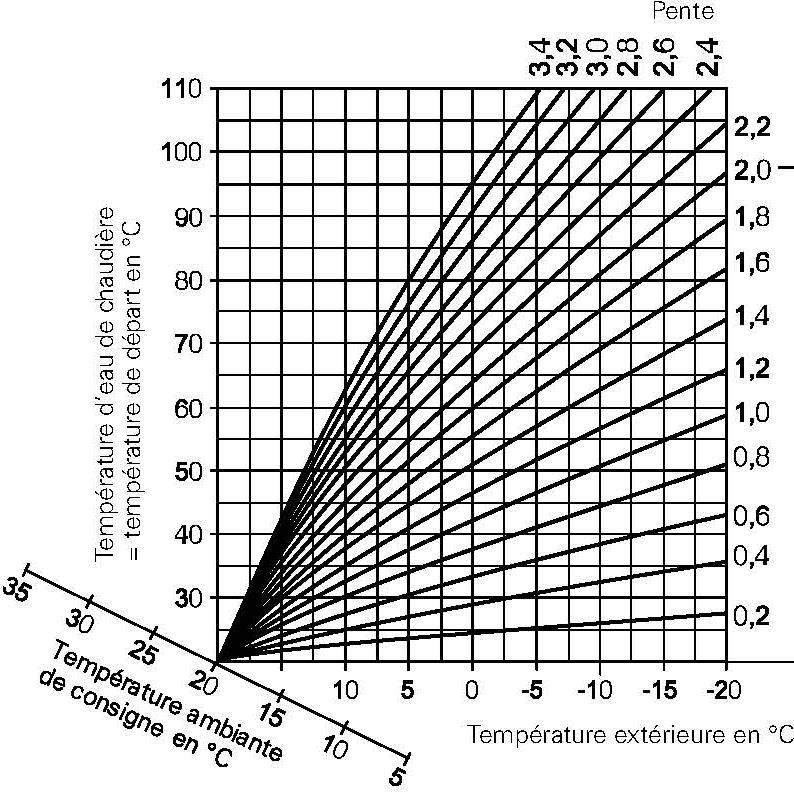 Pente
3,4 3,2 3,0 2,8 2,6 2,4
110
100
90
80
70
60
50
40
30
Température d'eau de chaudière
= température de départ en °C
2,2
2,0
1,8
1,6
1,4
1,2
1,0
0,8
0,6
0,4
0,2
35 30 25 20 15 10 5
Température ambiante
de consigne en °C
10 5 0 -5 -10 -15 -20
Température extérieure en °C